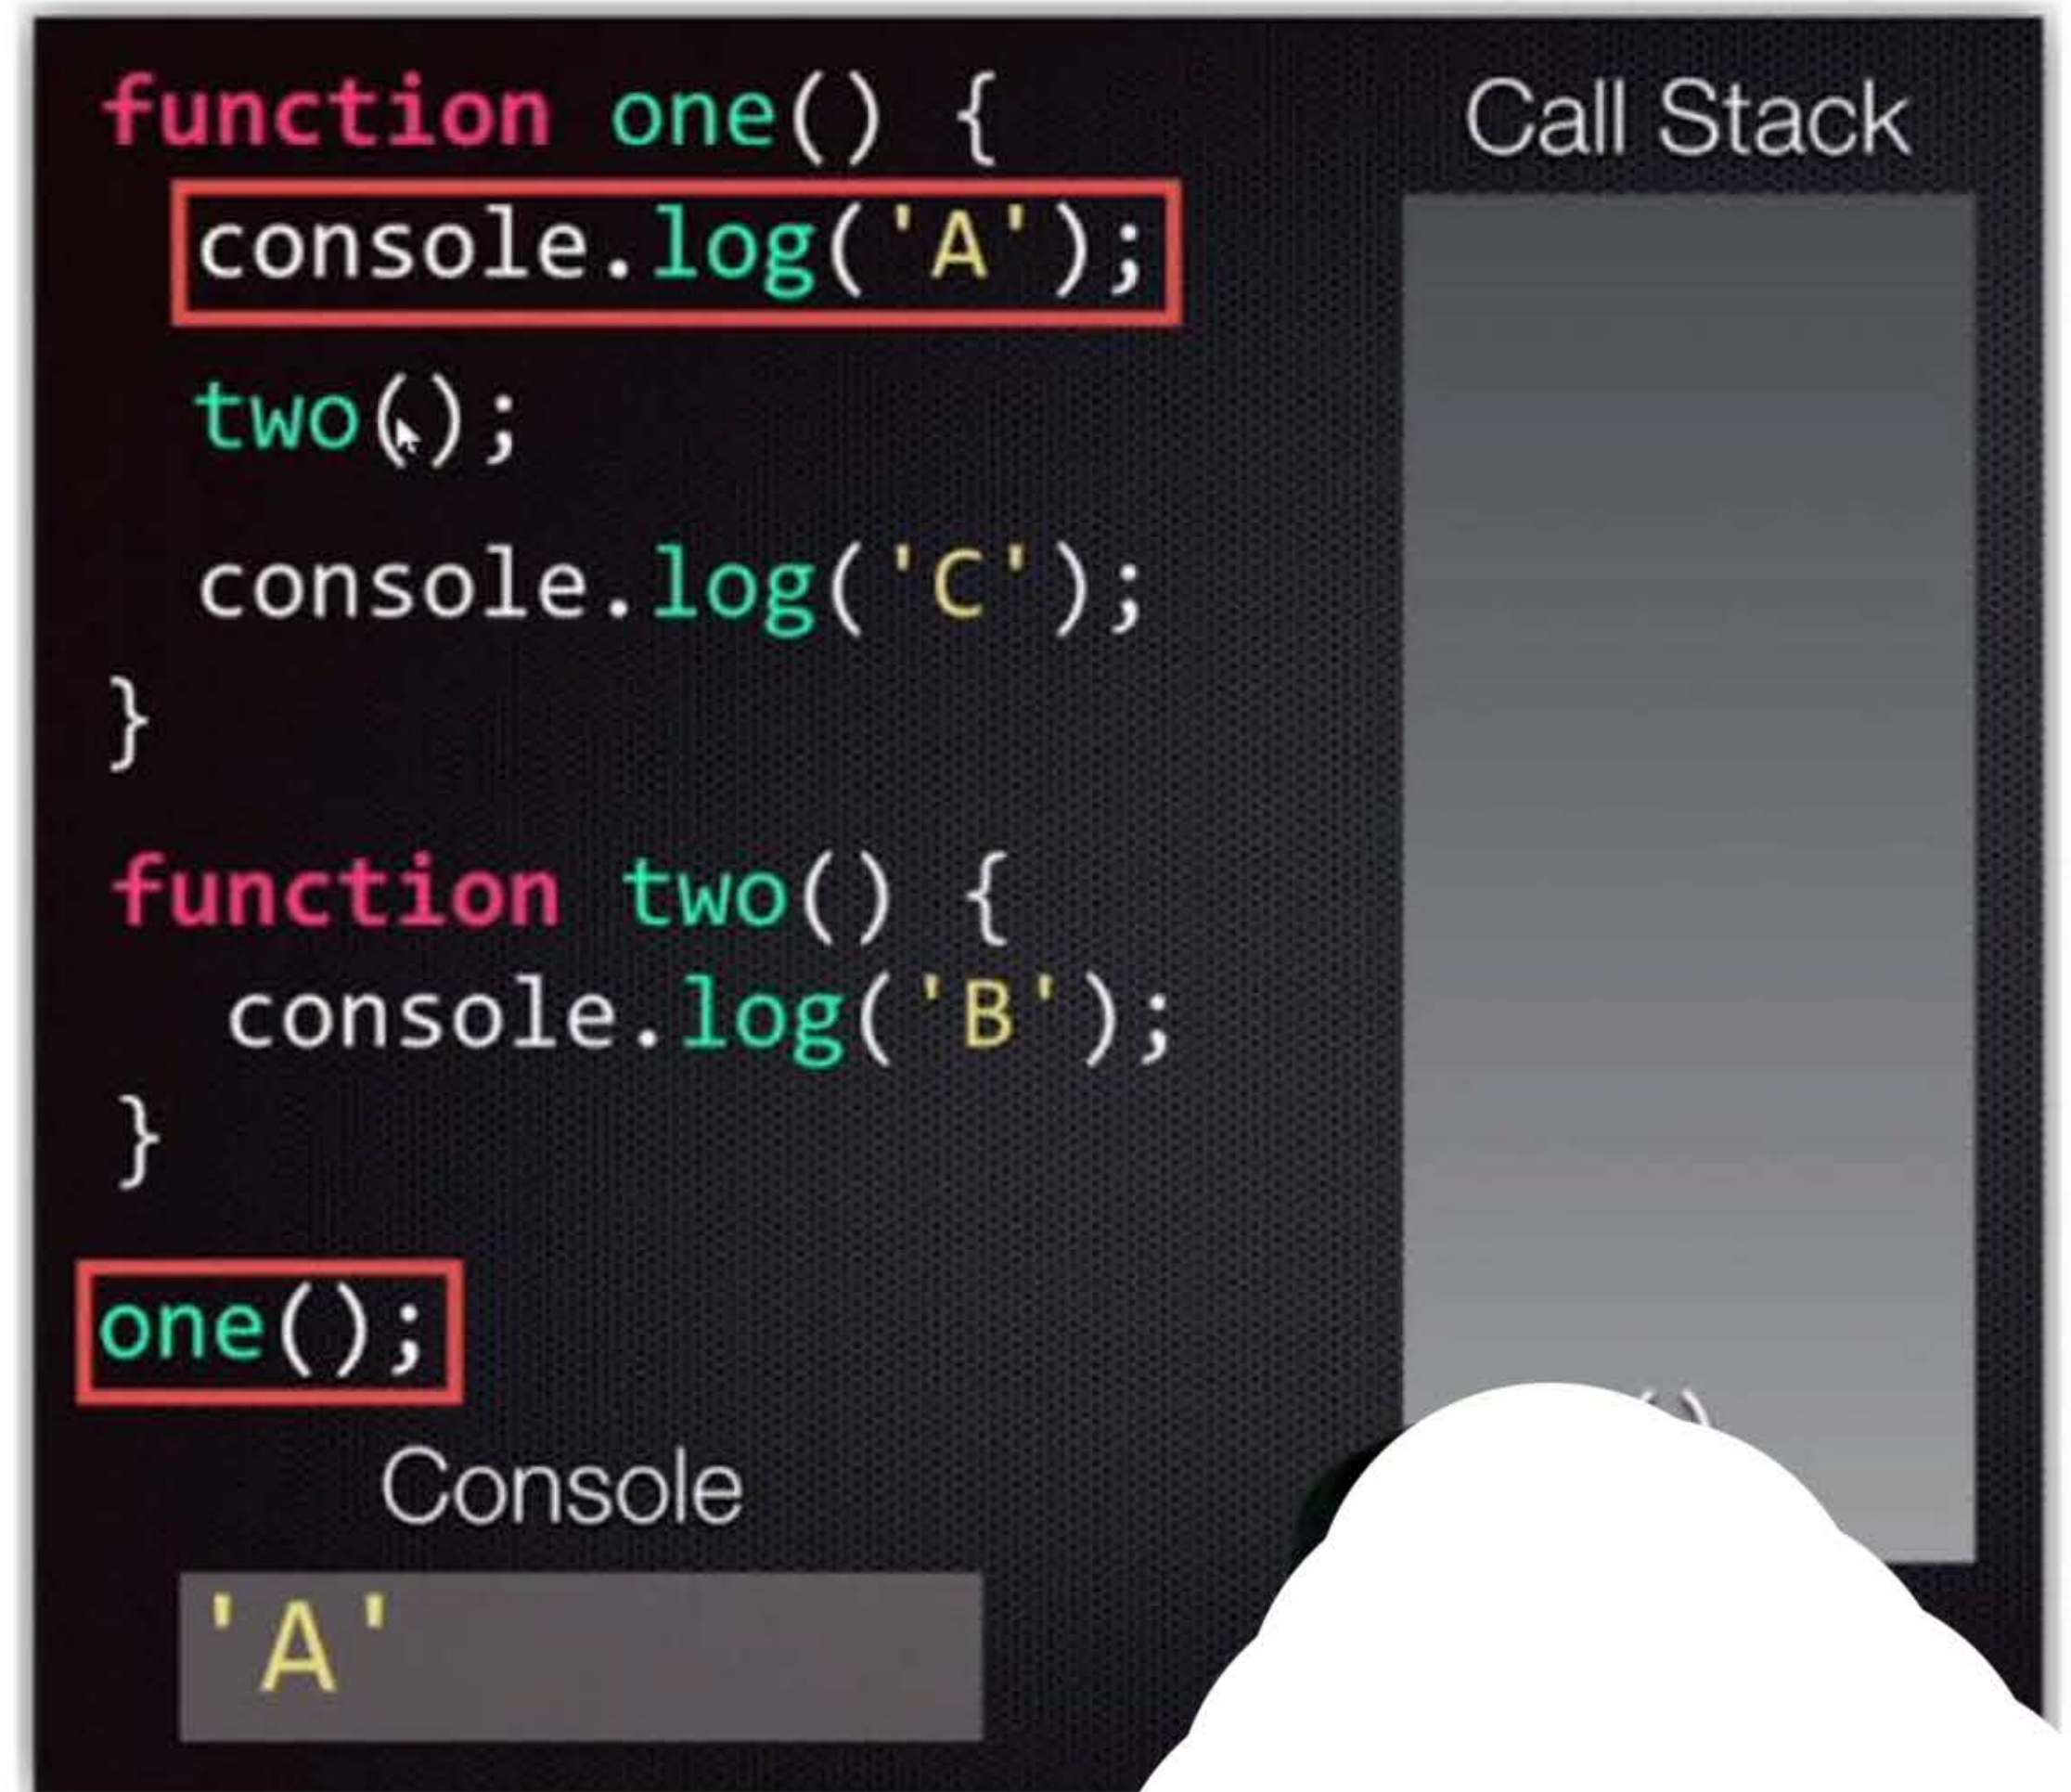 function one() {
console.log('A');
two();
console.log('C');
}
function two() {
console.log('B');
}
one();
Console
'A'
Call Stack
()